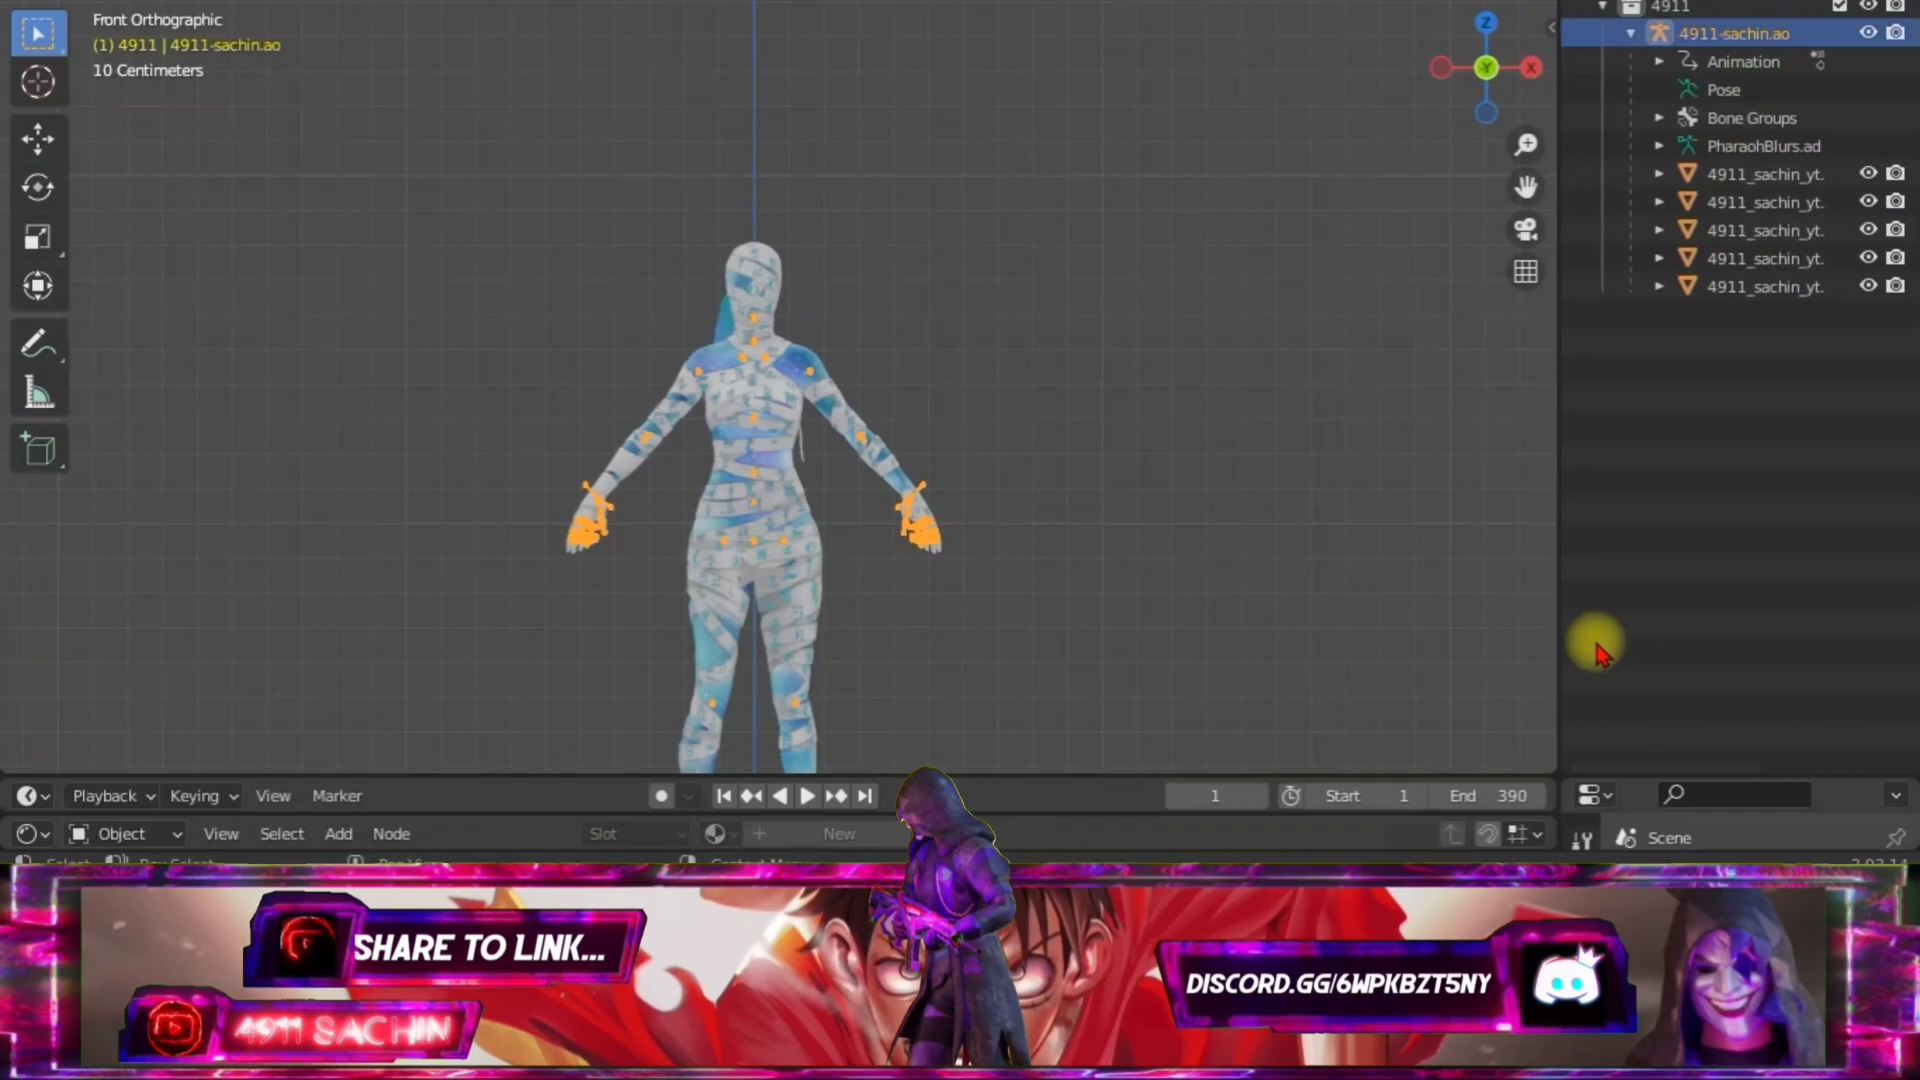 Front Orthographic
(1) 4911 | 4911-sachin.ao
10 Centimeters
Z
Y
X
4911
4911-sachin.ao
Animation
Pose
Bone Groups
PharaohBlurs.ad
4911_sachin_yt.
4911_sachin_yt.
4911_sachin_yt.
4911_sachin_yt.
4911_sachin_yt.
Playback
Keying
View
Marker
1
Start 1
End 390
Object
View
Select
Add
Node
Slot
New
Scene
SHARE TO LINK...
4911 SACHIN
DISCORD.GG/6WPKBZT5NY